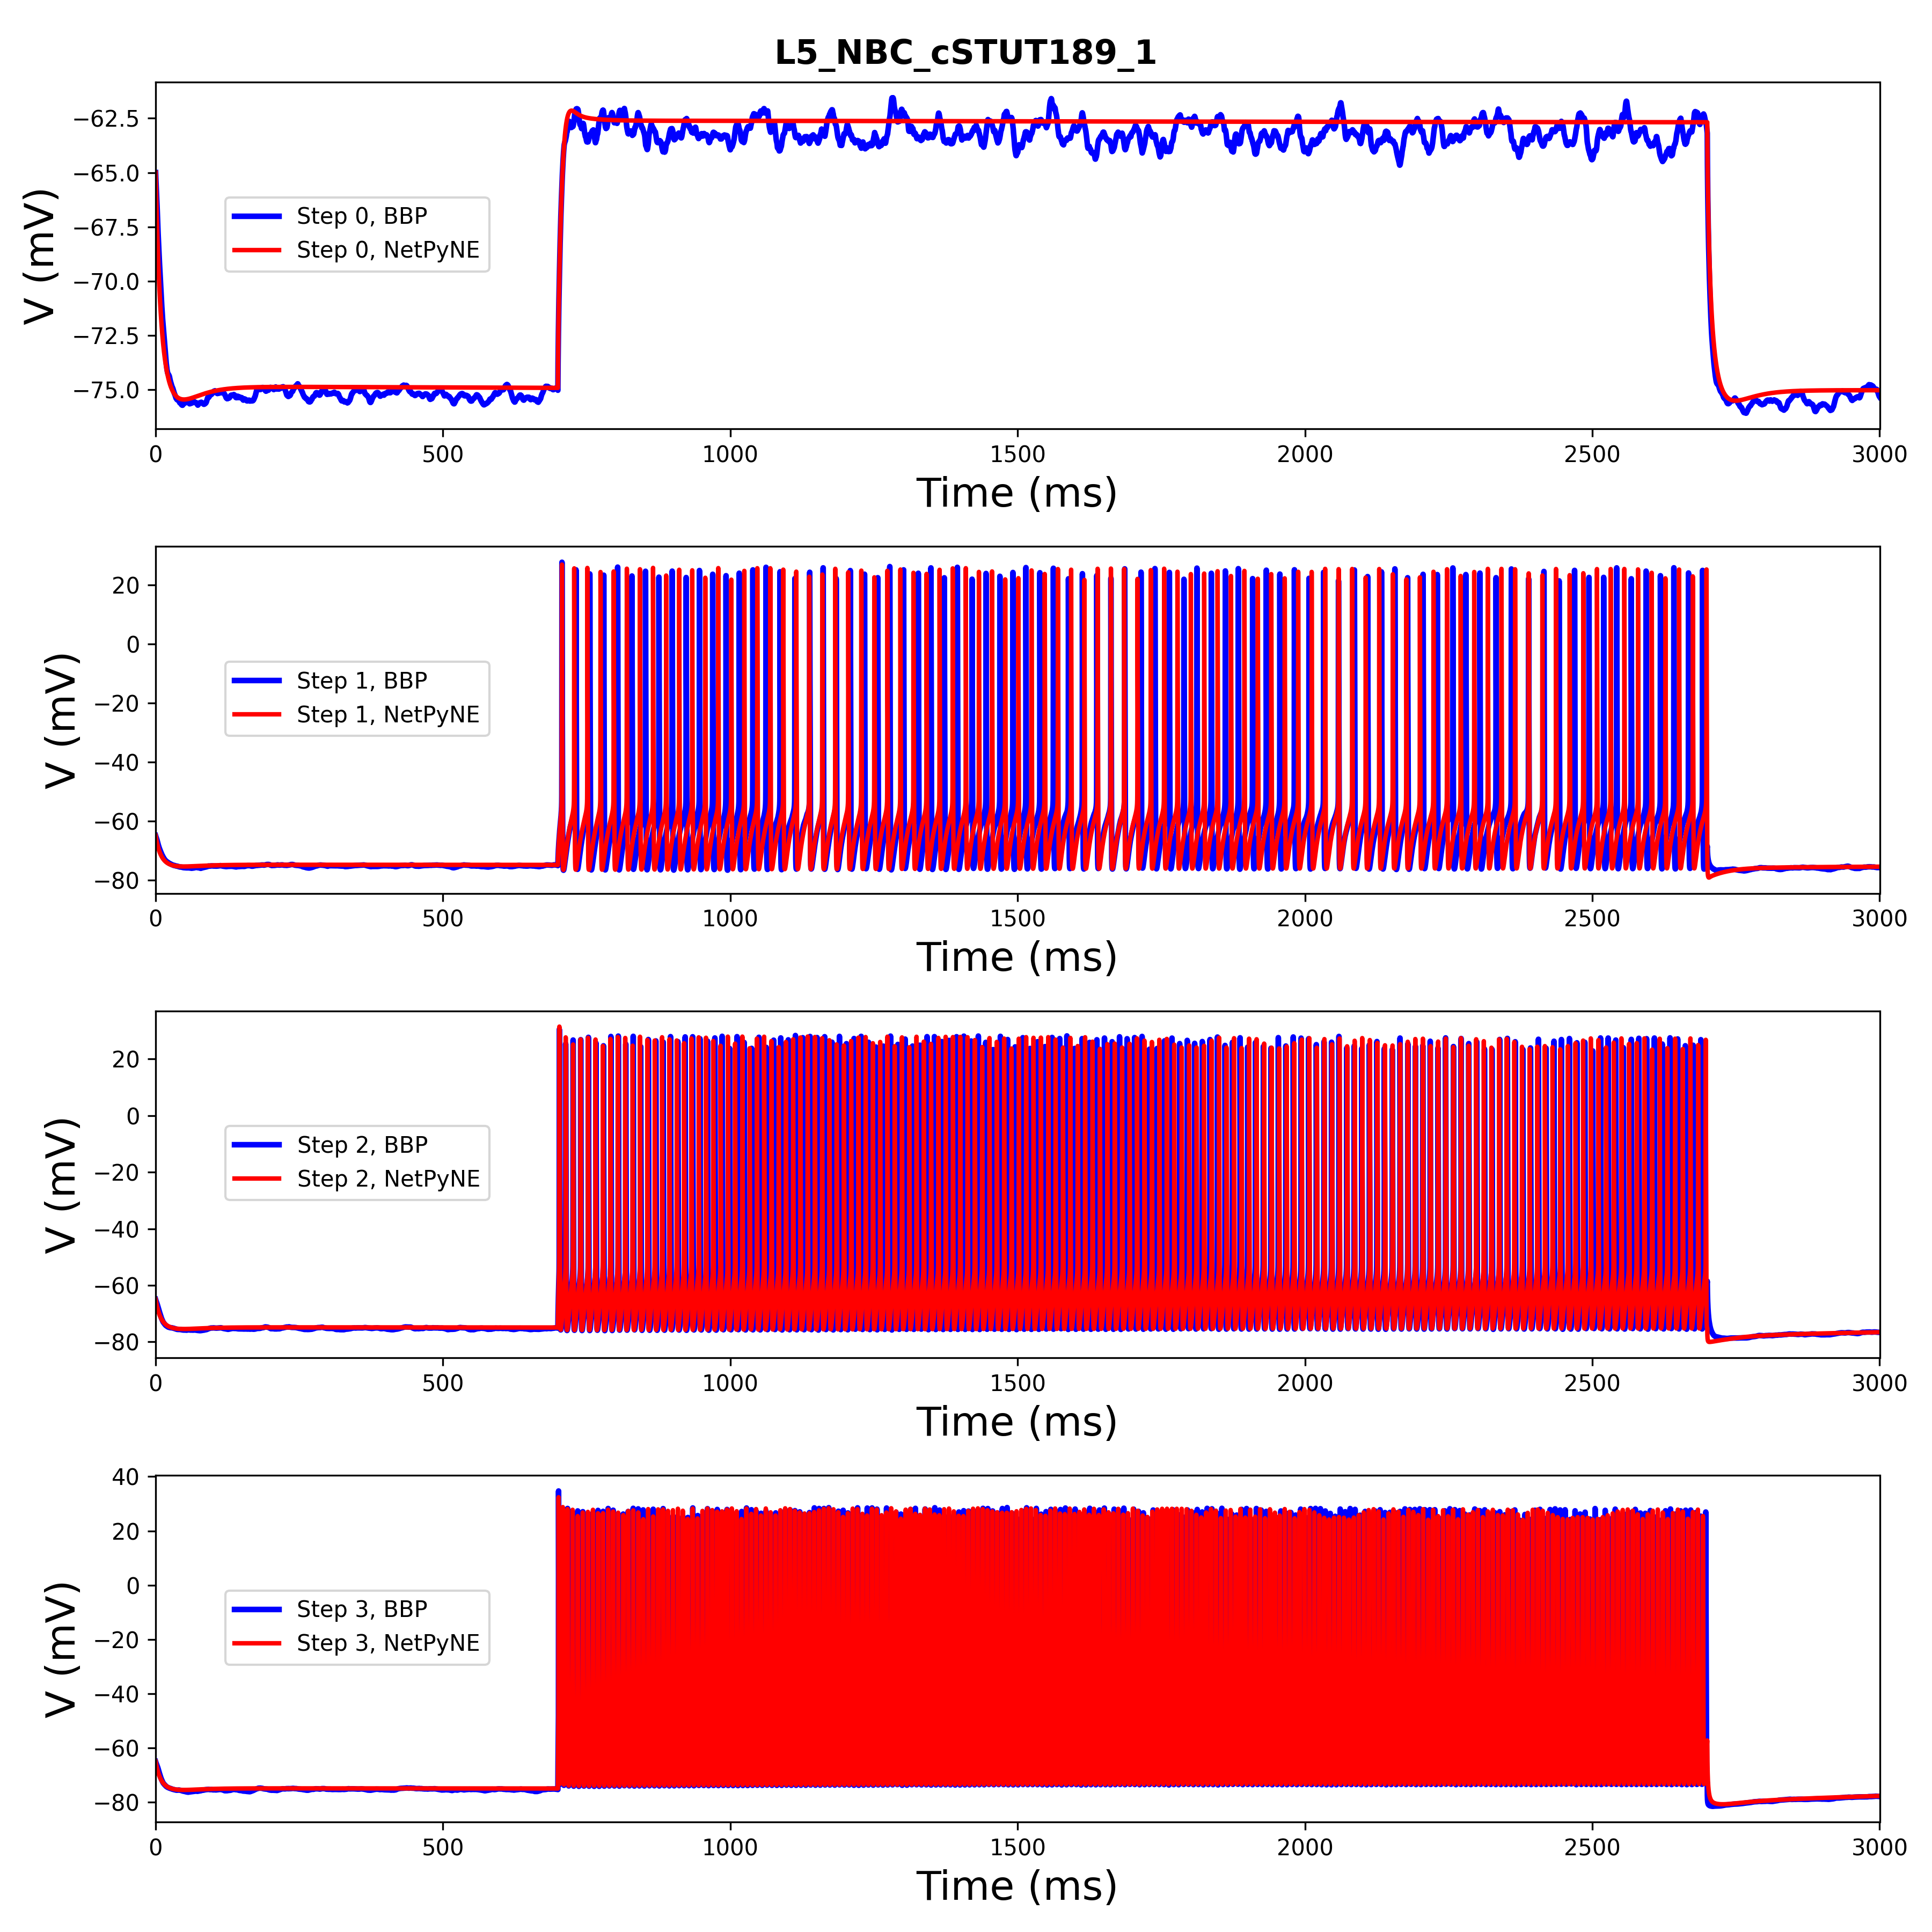 L5_NBC_cSTUT189_1
−62.5
−65.0
−67.5
−70.0
−72.5
−75.0
V (mV)
Step 0, BBP
Step 0, NetPyNE
0 500 1000 1500 2000 2500 3000
Time (ms)
20
0
−20
−40
−60
−80
V (mV)
Step 1, BBP
Step 1, NetPyNE
0 500 1000 1500 2000 2500 3000
Time (ms)
20
0
−20
−40
−60
−80
V (mV)
Step 2, BBP
Step 2, NetPyNE
0 500 1000 1500 2000 2500 3000
Time (ms)
40
20
0
−20
−40
−60
−80
V (mV)
Step 3, BBP
Step 3, NetPyNE
0 500 1000 1500 2000 2500 3000
Time (ms)